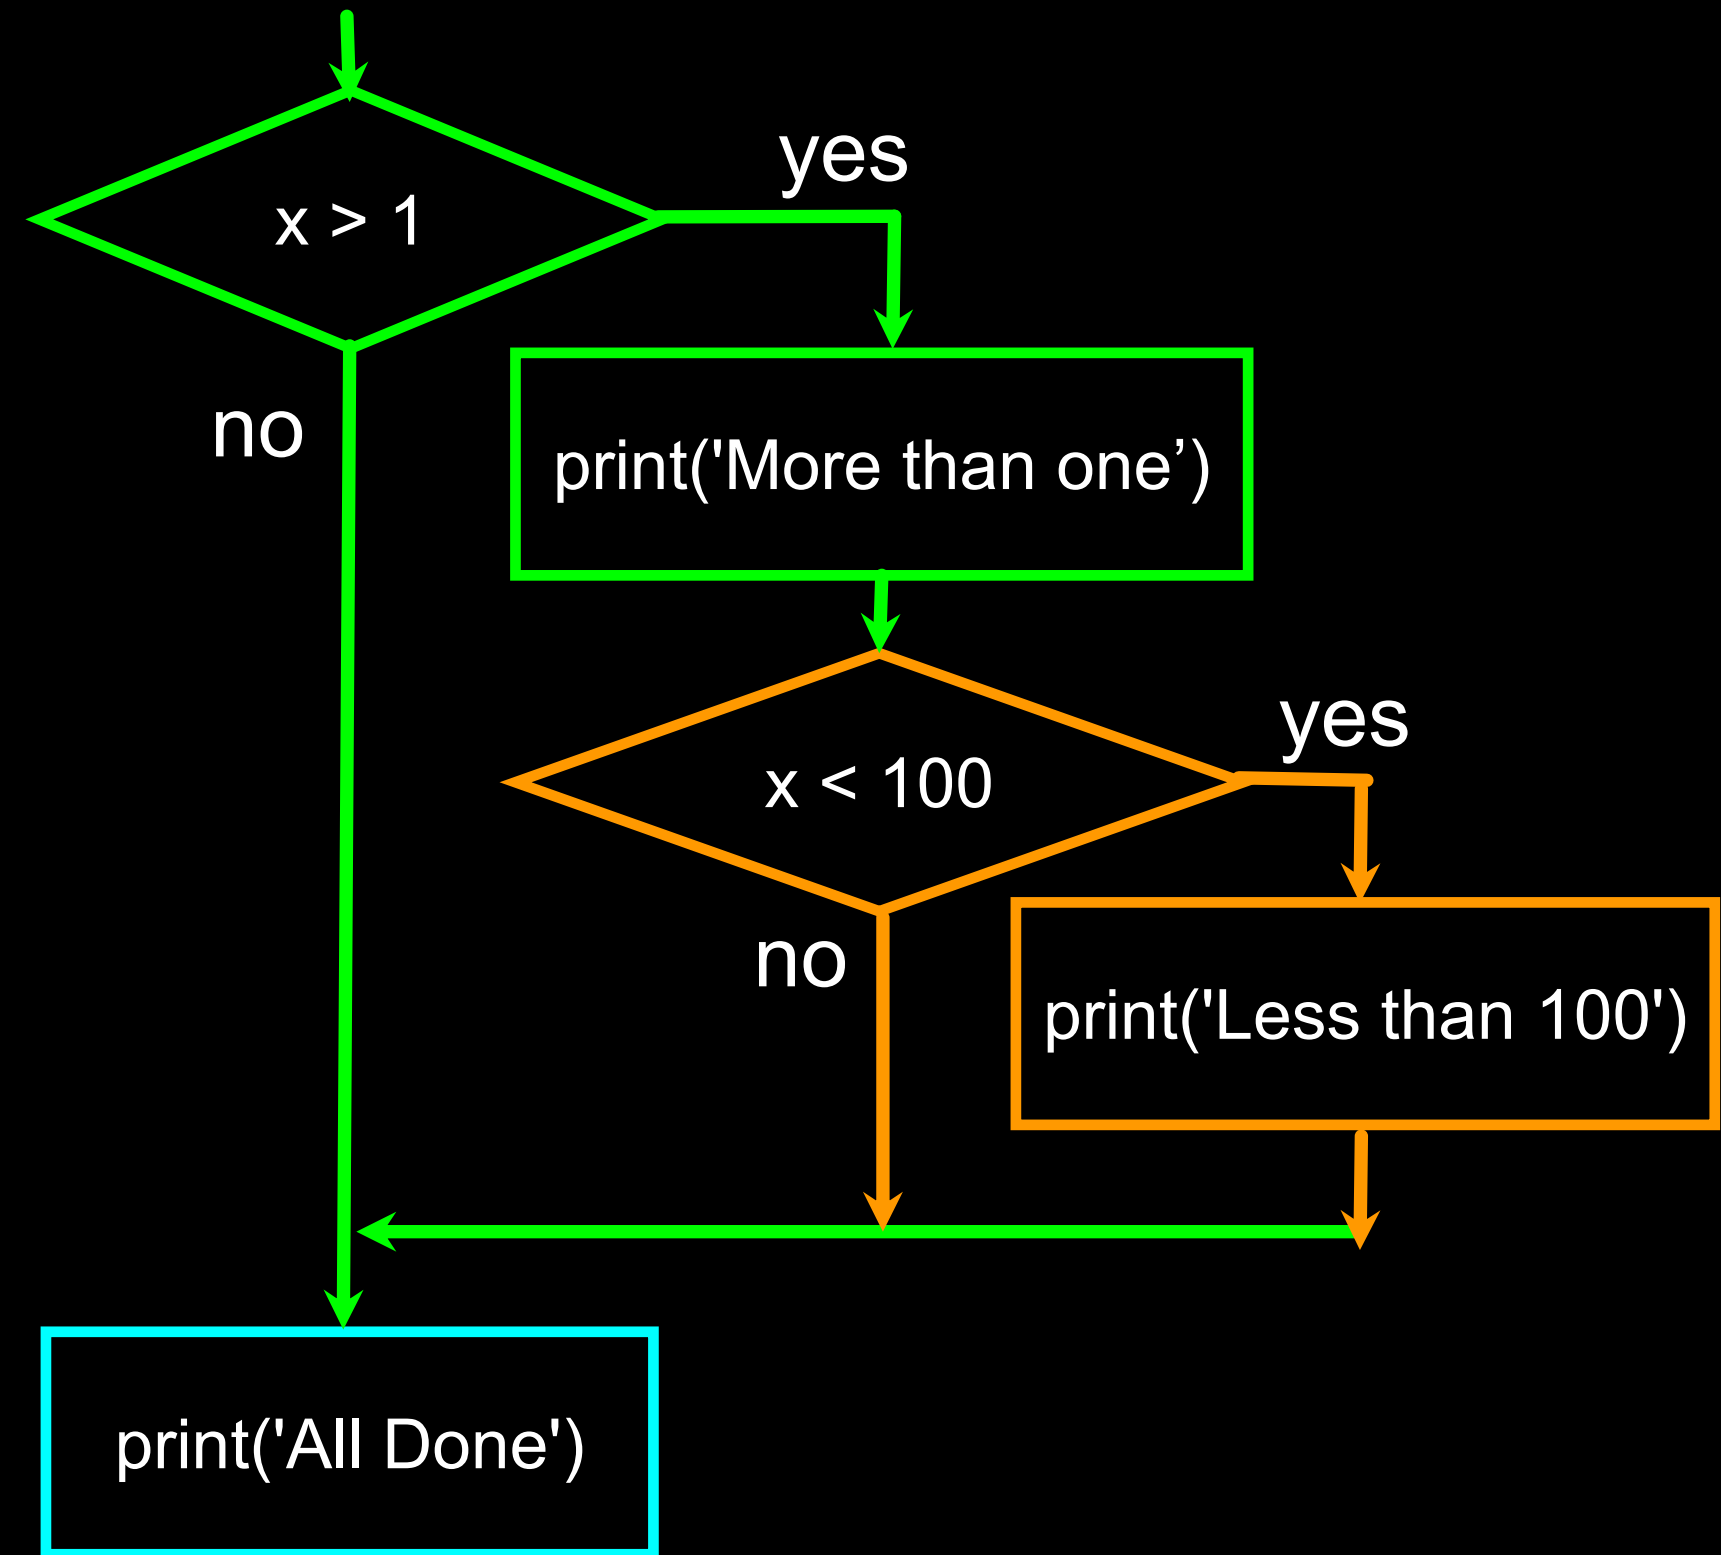 yes
x > 1
no
print('More than one’)
yes
x < 100
no
print('Less than 100')
print('All Done')